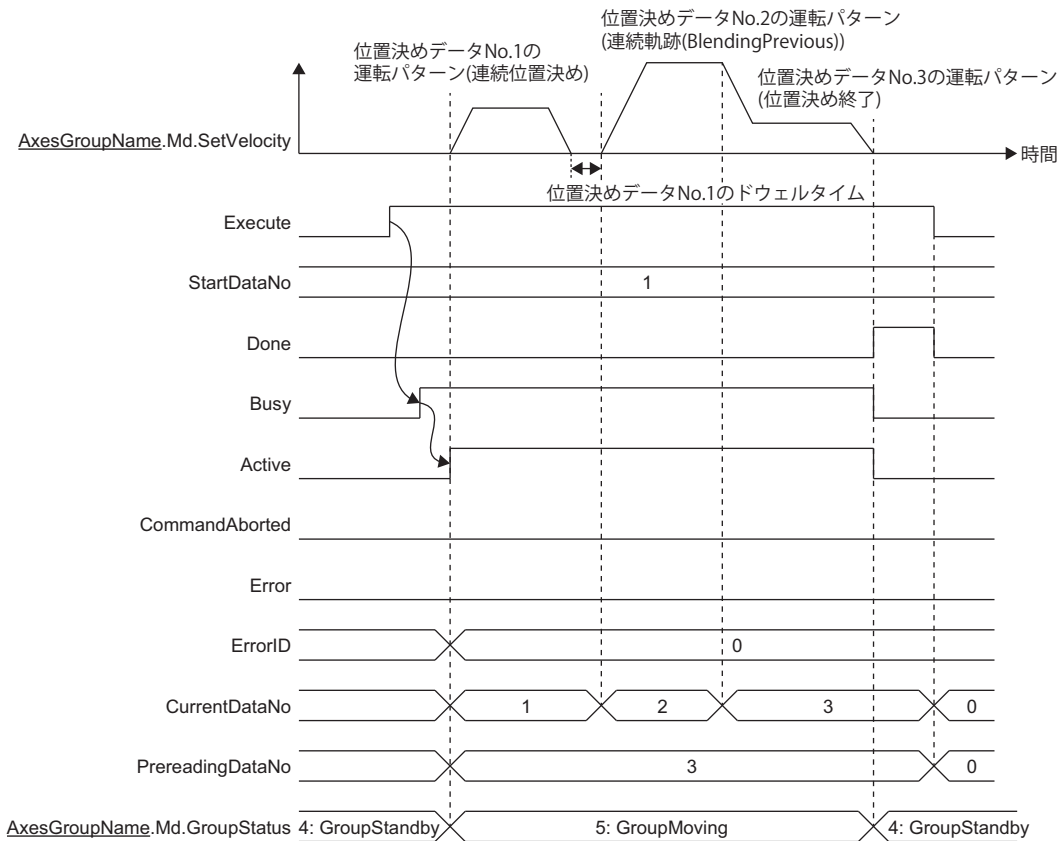 位置決めデータNo.2の運転パターン
(連続軌跡(BlendingPrevious))
位置決めデータNo.1の
運転パターン(連続位置決め)
位置決めデータNo.3の運転パターン
(位置決め終了)
AxesGroupName.Md.SetVelocity
時間
位置決めデータNo.1のドウェルタイム
Execute
StartDataNo 1
Done
Busy
Active
CommandAborted
Error
ErrorID 0
CurrentDataNo 1 2 3 0
PrereadingDataNo 3 0
AxesGroupName.Md.GroupStatus 4: GroupStandby 5: GroupMoving 4: GroupStandby